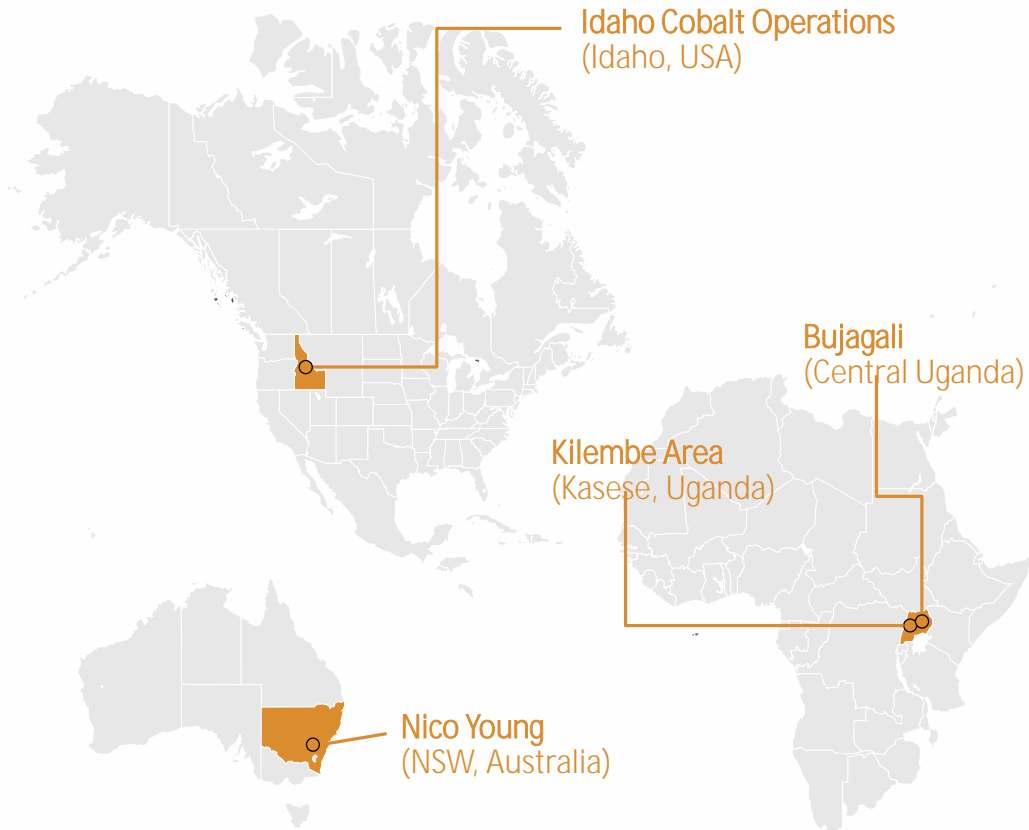 Idaho Cobalt Operations
(Idaho, USA)
Bujagali
(Central Uganda)
Kilembe Area
(Kasese, Uganda)
Nico Young
(NSW, Australia)